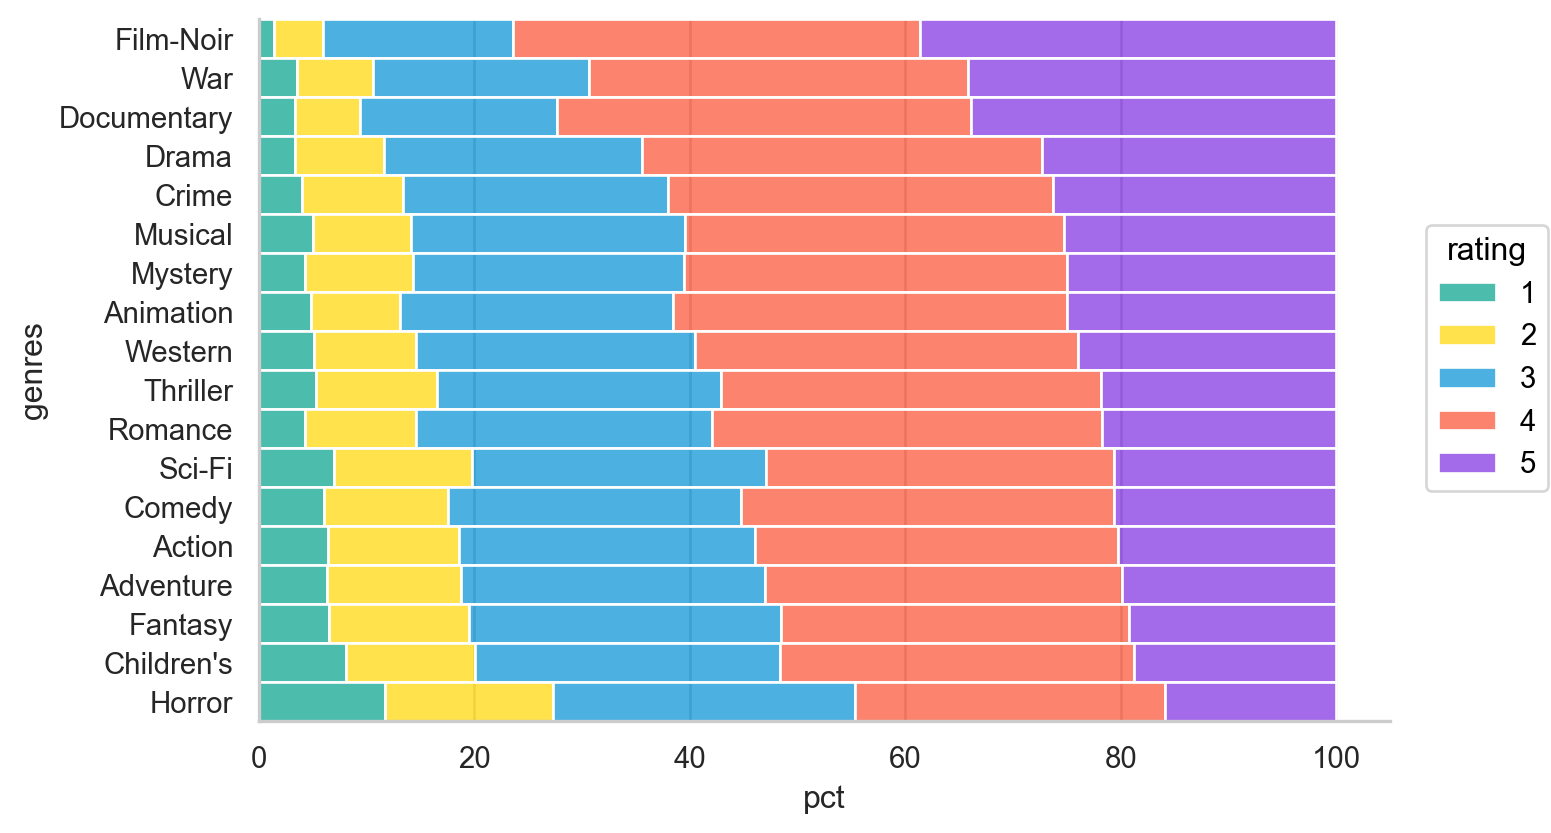 Film-Noir
War
Documentary
Drama
Crime
Musical
Mystery
Animation
Western
Thriller
Romance
Sci-Fi
Comedy
Action
Adventure
Fantasy
Children's
Horror
genres
0 20 40 60 80 100
pct
rating
1
2
3
4
5